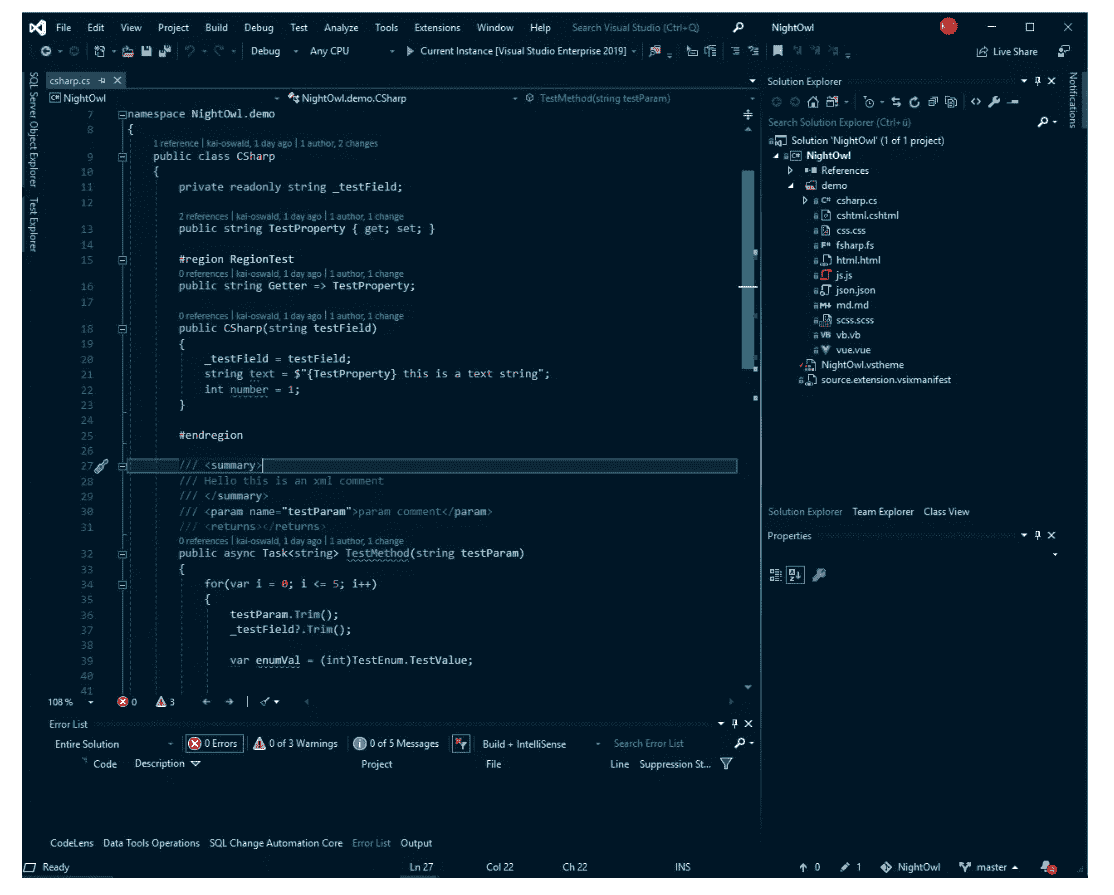 File Edit View Project Build Debug Test Analyze Tools Extensions Window Help Search Visual Studio (Ctrl+Q) NightOwl
Debug Any CPU Current Instance [Visual Studio Enterprise 2019] Live Share
SQL Server Object Explorer
Test Explorer
csharp.cs
NightOwl NightOwl.demo.CSharp TestMethod(string testParam)
7 namespace NightOwl.demo
8 {
1 reference | kai-oswald, 1 day ago | 1 author, 2 changes
9 public class CSharp
10 {
11 private readonly string _testField;
12
2 references | kai-oswald, 1 day ago | 1 author, 1 change
13 public string TestProperty { get; set; }
14
15 #region RegionTest
0 references | kai-oswald, 1 day ago | 1 author, 1 change
16 public string Getter => TestProperty;
17
0 references | kai-oswald, 1 day ago | 1 author, 1 change
18 public CSharp(string testField)
19 {
20 _testField = testField;
21 string text = $"{TestProperty} this is a text string";
22 int number = 1;
23 }
24
25 #endregion
26
27 /// <summary>
28 /// Hello this is an xml comment
29 /// </summary>
30 /// <param name="testParam">param comment</param>
31 /// <returns></returns>
0 references | kai-oswald, 1 day ago | 1 author, 1 change
32 public async Task<string> TestMethod(string testParam)
33 {
34 for(var i = 0; i <= 5; i++)
35 {
36 testParam.Trim();
37 _testField?.Trim();
38
39 var enumVal = (int)TestEnum.TestValue;
40
41
108 % 0 3
Error List
Entire Solution 0 Errors 0 of 3 Warnings 0 of 5 Messages Build + IntelliSense Search Error List
Code Description Project File Line Suppression St...
CodeLens Data Tools Operations SQL Change Automation Core Error List Output
Solution Explorer
Search Solution Explorer (Ctrl+ü)
Solution 'NightOwl' (1 of 1 project)
NightOwl
References
demo
C# csharp.cs
cshtml.cshtml
css.css
F# fsharp.fs
html.html
js.js
json.json
M+ md.md
scss.scss
VB vb.vb
vue.vue
NightOwl.vstheme
source.extension.vsixmanifest
Solution Explorer Team Explorer Class View
Properties
Notifications
Ready Ln 27 Col 22 Ch 22 INS 0 1 NightOwl master